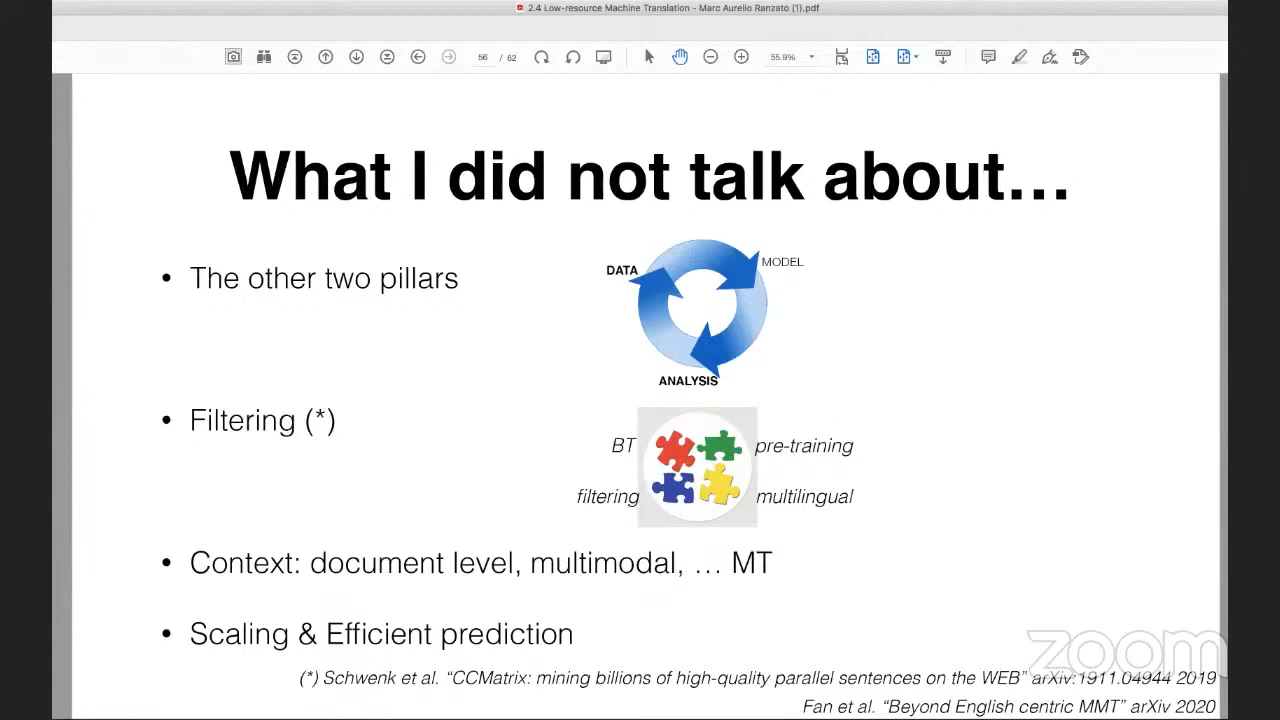 2.4 Low-resource Machine Translation - Marc Aurelio Ranzato (1).pdf
56 / 62
55.9%
What I did not talk about…
• The other two pillars
DATA
MODEL
ANALYSIS
• Filtering (*)
BT
pre-training
filtering
multilingual
• Context: document level, multimodal, … MT
• Scaling & Efficient prediction
zoom
(*) Schwenk et al. “CCMatrix: mining billions of high-quality parallel sentences on the WEB” arXiv:1911.04944 2019
Fan et al. “Beyond English centric MMT” arXiv 2020